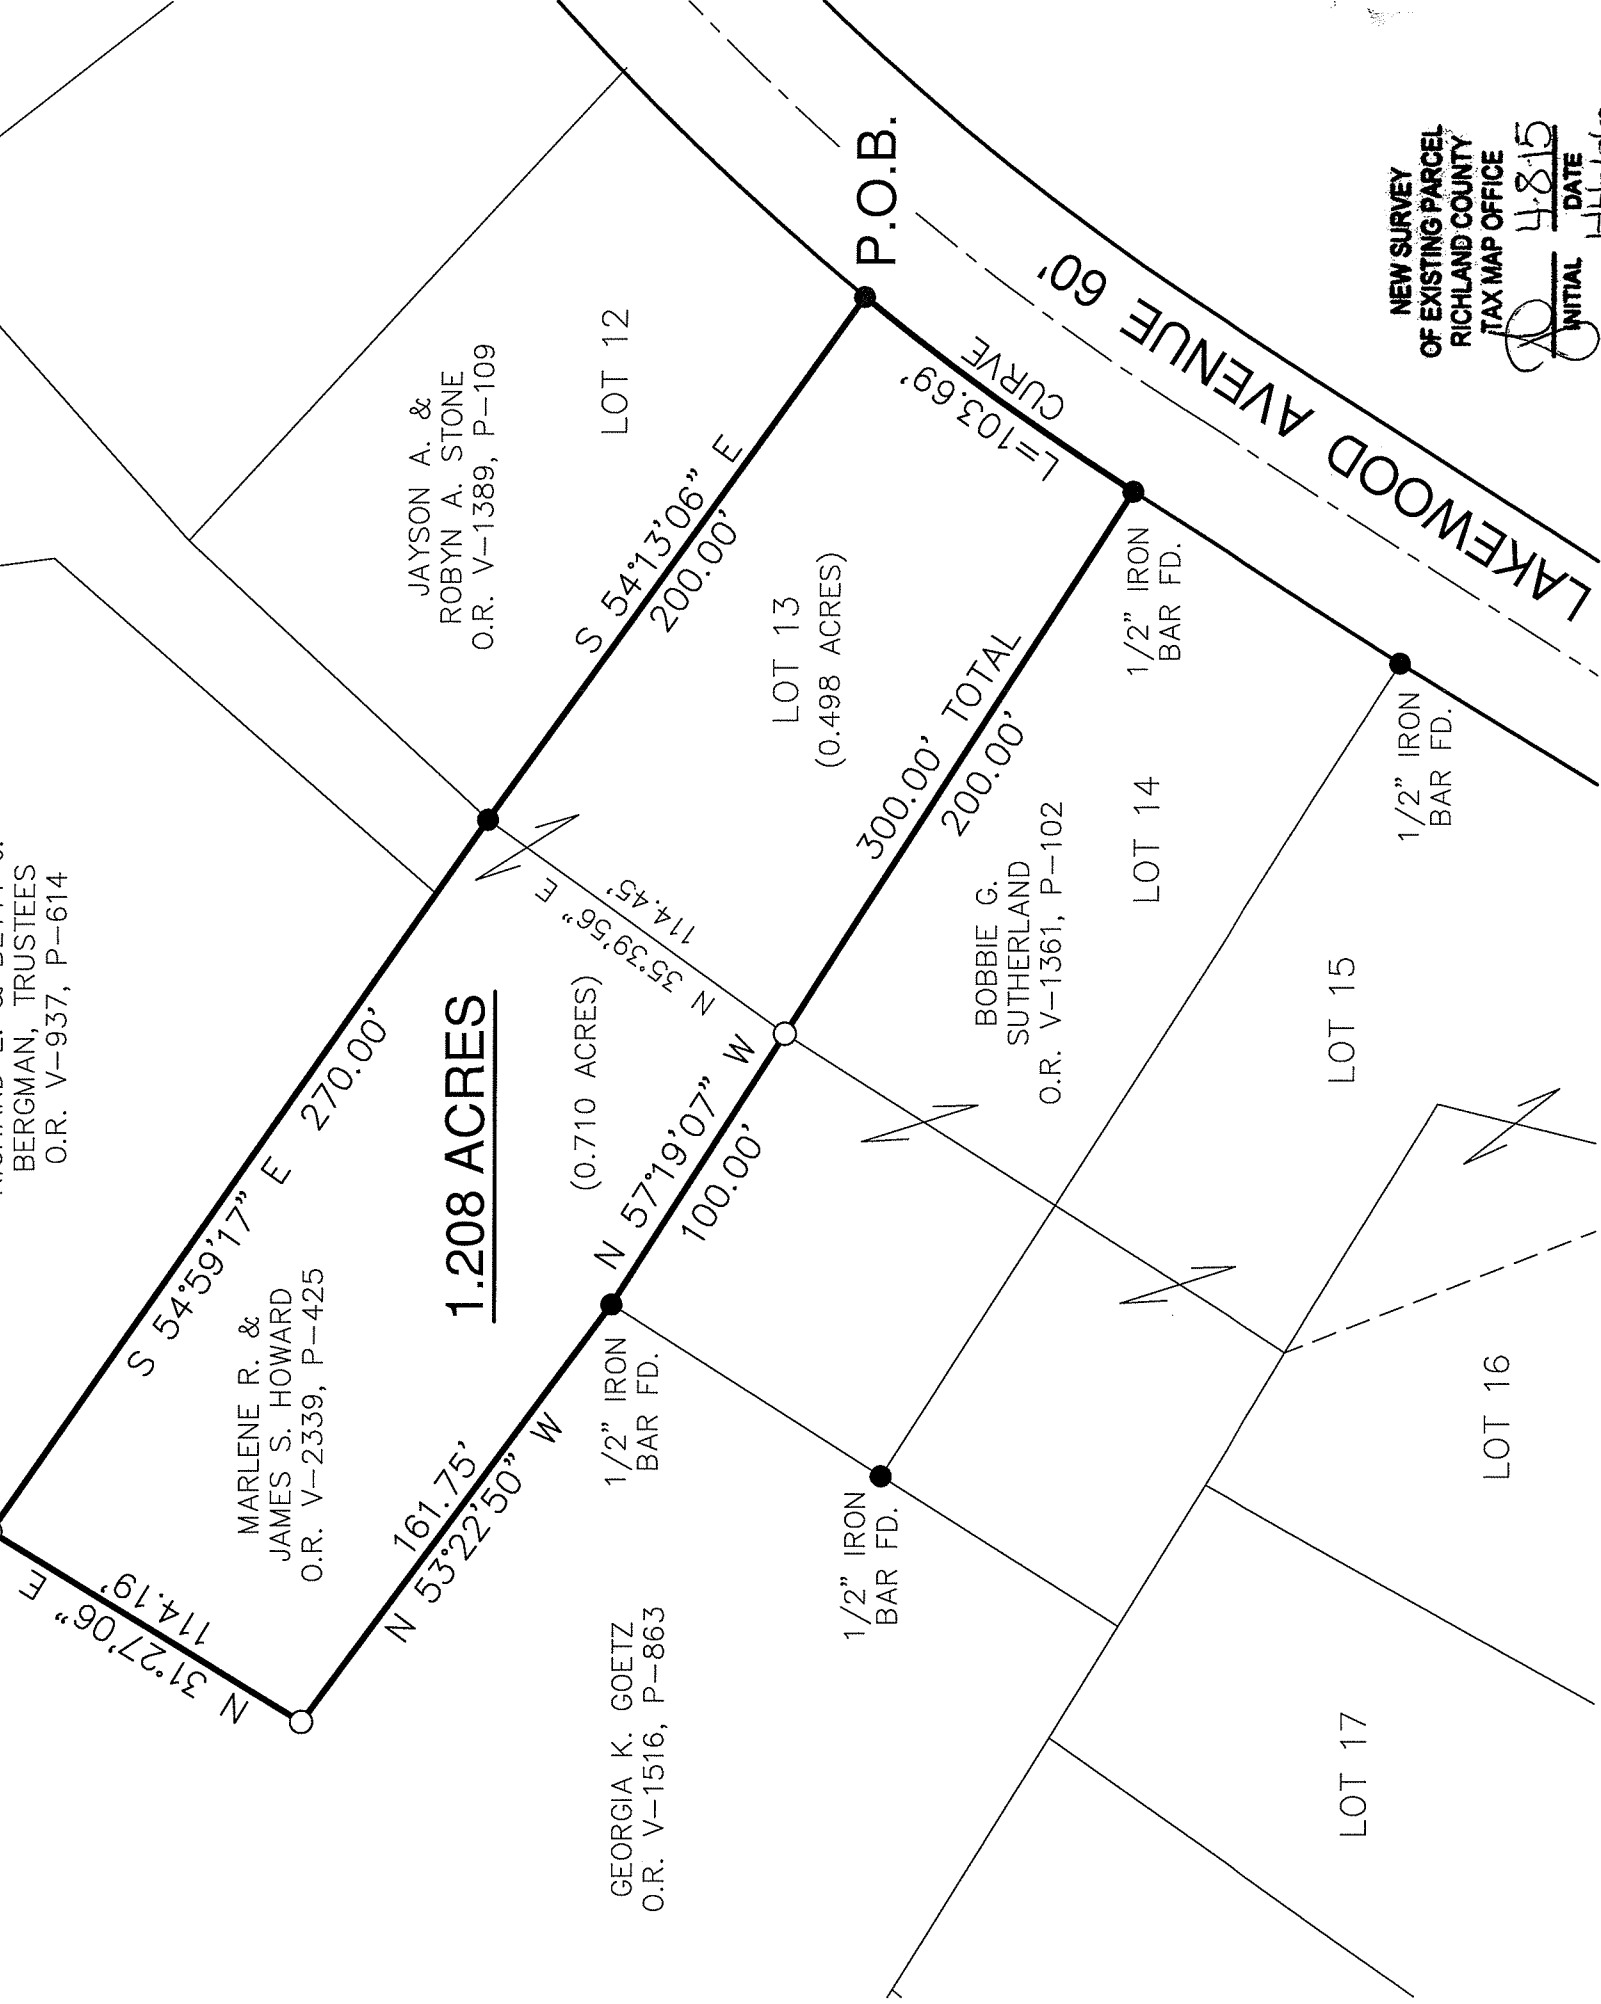 BERGMAN, TRUSTEES
O.R. V-937, P-614
JAYSON A. &
ROBYN A. STONE
O.R. V-1389, P-109
LOT 12
P.O.B.
S 54°13'06" E
200.00'
L=103.69'
CURVE
LAKEWOOD AVENUE 60'
NEW SURVEY
OF EXISTING PARCEL
RICHLAND COUNTY
TAX MAP OFFICE
4-8-15
INITIAL DATE
LOT 13
(0.498 ACRES)
300.00' TOTAL
200.00'
1/2" IRON
BAR FD.
1/2" IRON
BAR FD.
S 54°59'17" E 270.00'
N 35°39'56" E
114.45'
1.208 ACRES
(0.710 ACRES)
N 57°19'07" W
100.00'
BOBBIE G.
SUTHERLAND
O.R. V-1361, P-102
LOT 14
LOT 15
MARLENE R. &
JAMES S. HOWARD
O.R. V-2339, P-425
N 31°27'06" E
114.19'
161.75'
N 53°22'50" W
1/2" IRON
BAR FD.
1/2" IRON
BAR FD.
GEORGIA K. GOETZ
O.R. V-1516, P-863
LOT 16
LOT 17